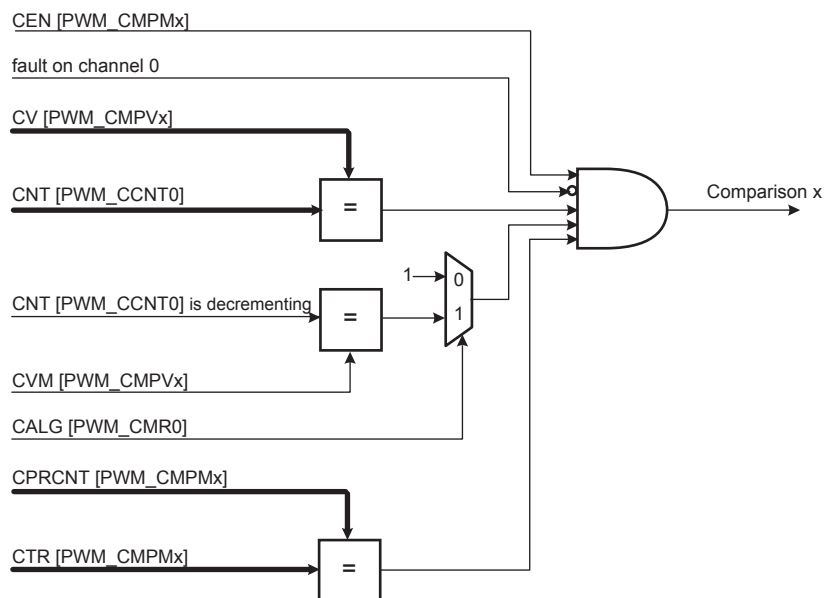 CEN [PWM_CMPMx]
fault on channel 0
CV [PWM_CMPVx]
CNT [PWM_CCNT0]
=
Comparison x
CNT [PWM_CCNT0] is decrementing
=
1
0
1
CVM [PWM_CMPVx]
CALG [PWM_CMR0]
CPRCNT [PWM_CMPMx]
CTR [PWM_CMPMx]
=